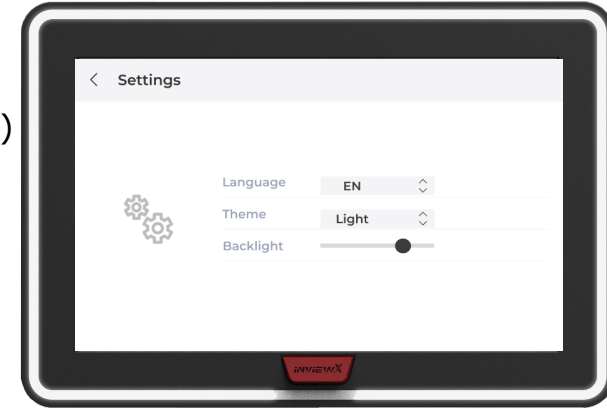 )
Settings
Language EN
Theme Light
Backlight
INVIEWX